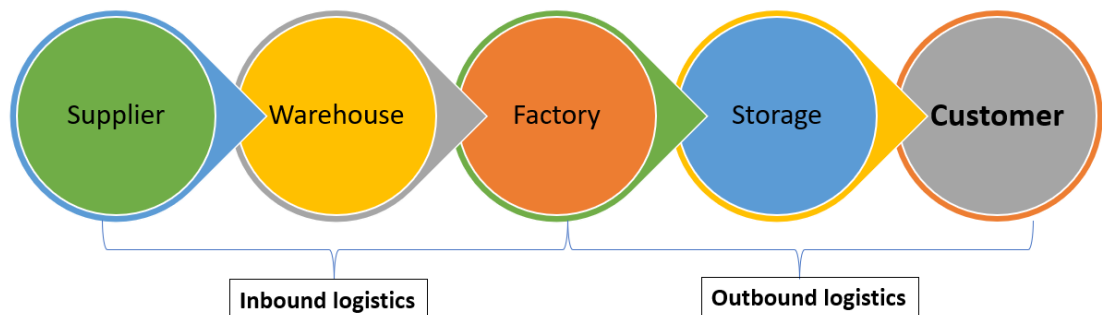 Supplier
Warehouse
Factory
Storage
Customer
Inbound logistics
Outbound logistics